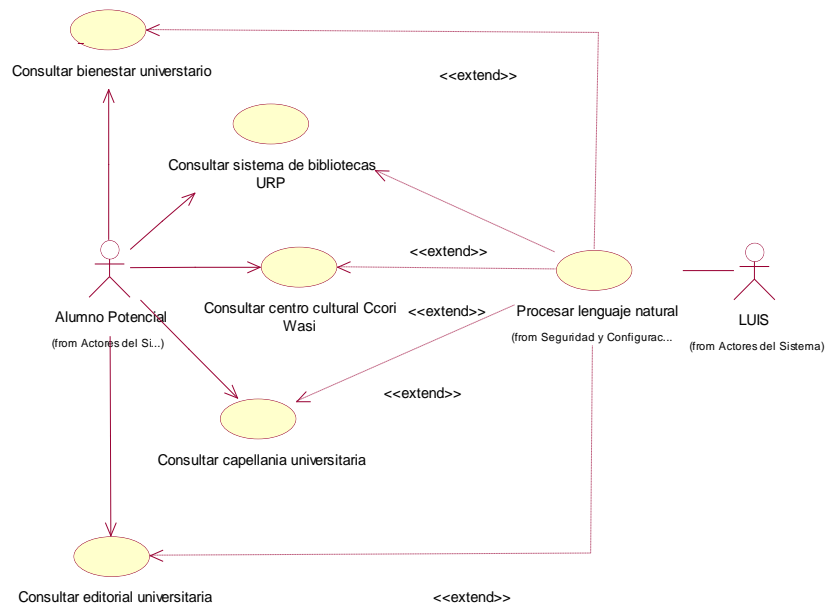 Consultar bienestar universtario
<<extend>>
Consultar sistema de bibliotecas
URP
<<extend>>
Consultar centro cultural Ccori
Wasi
<<extend>>
Procesar lenguaje natural
(from Seguridad y Configurac...
Alumno Potencial
(from Actores del Si...)
LUIS
(from Actores del Sistema)
<<extend>>
Consultar capellania universitaria
Consultar editorial universitaria
<<extend>>